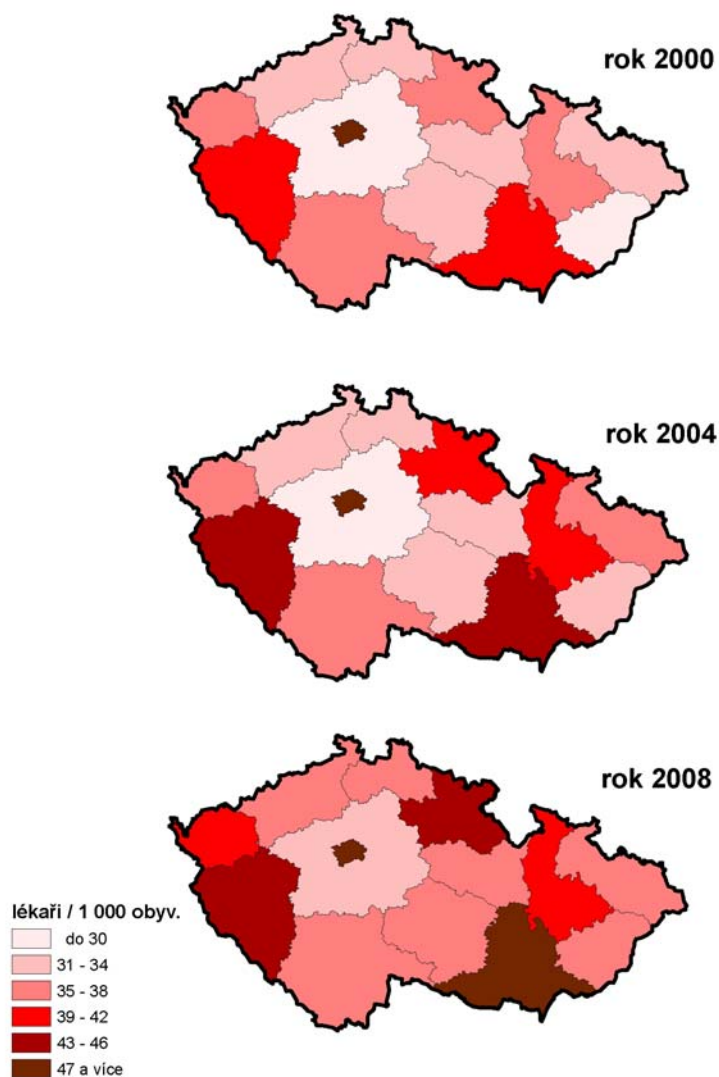 rok 2000
rok 2004
rok 2008
lékaři / 1 000 obyv.
do 30
31 - 34
35 - 38
39 - 42
43 - 46
47 a více